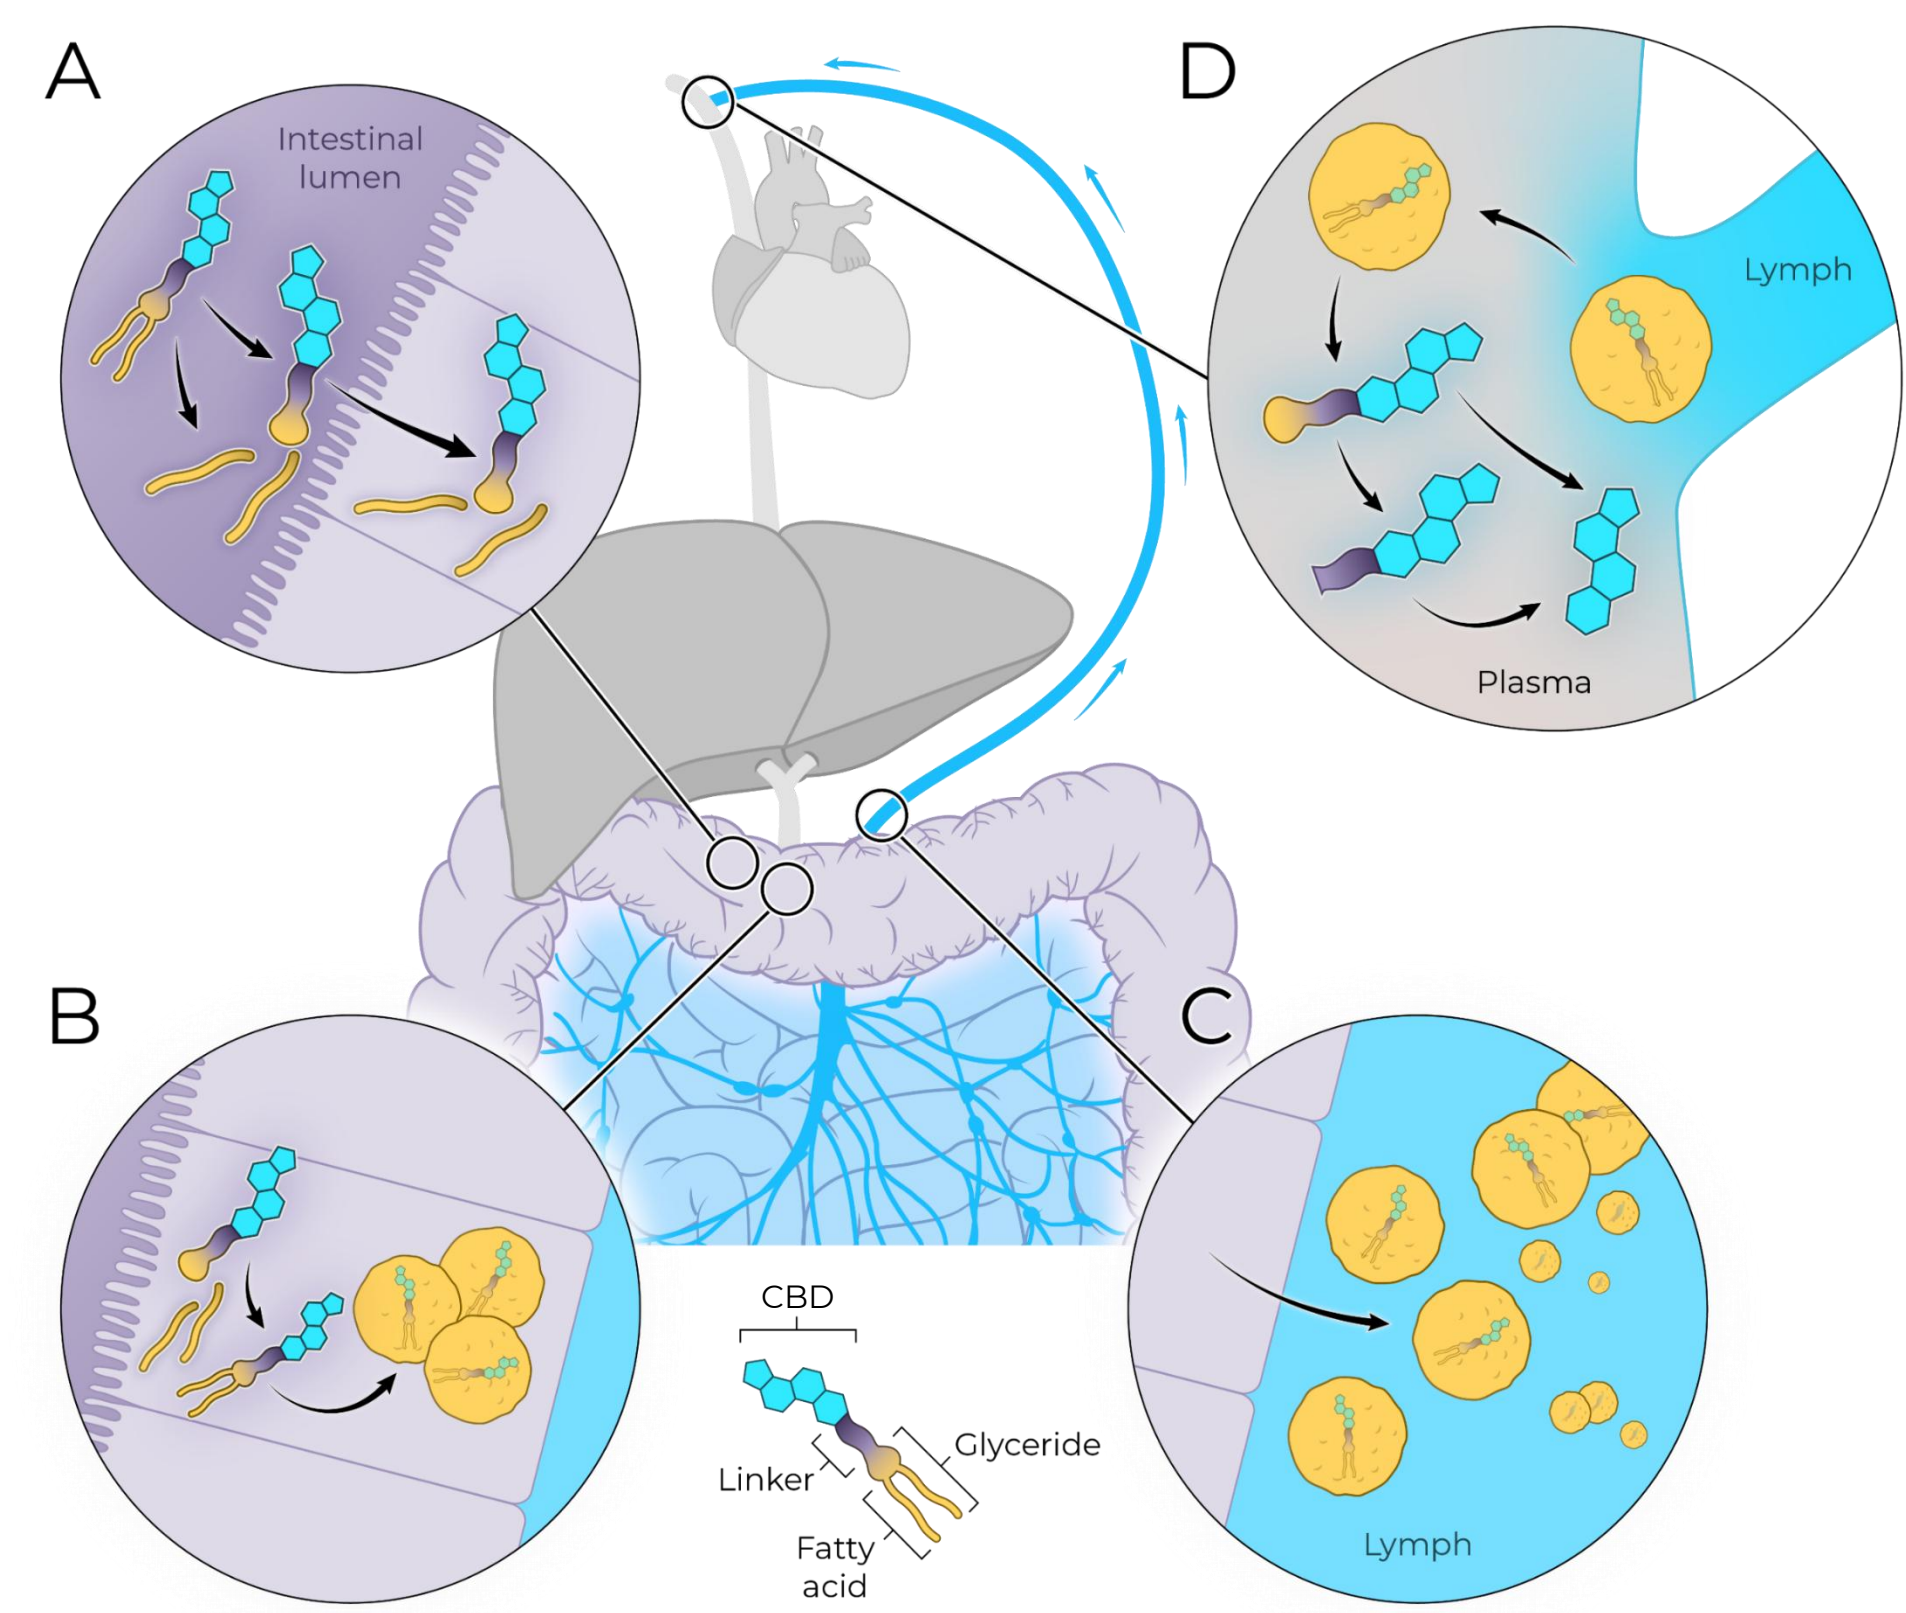 A
Intestinal
lumen
D
Lymph
Plasma
B
C
CBD
Linker
Glyceride
Fatty
acid
Lymph